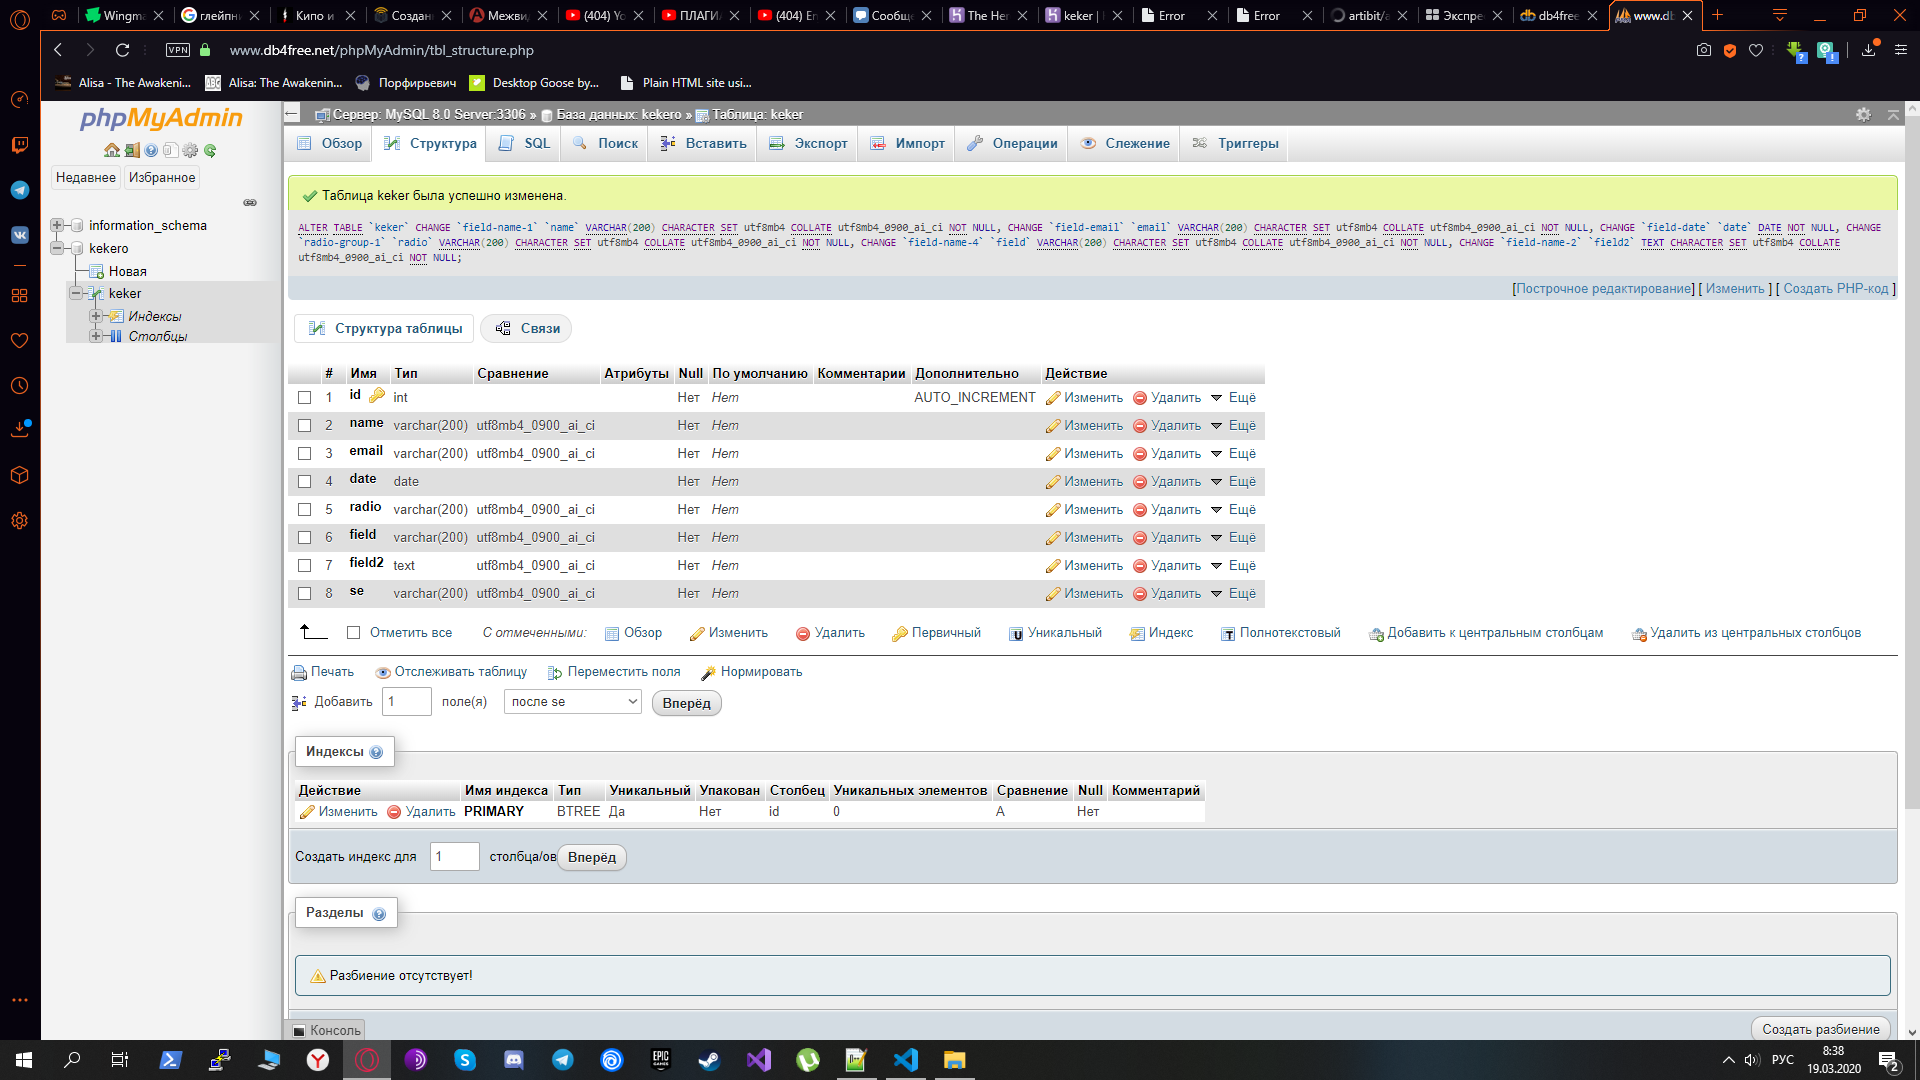 Wingma
глейпни
Кипо и
Создани
Межвид
(404) Yo
ПЛАГИА
(404) En
Сообще
The Her
keker |
Error
Error
artibit/a
Экспре
db4free
www.db
VPN
www.db4free.net/phpMyAdmin/tbl_structure.php
Alisa - The Awakeni...
Alisa: The Awakenin...
Порфирьевич
Desktop Goose by...
Plain HTML site usi...
phpMyAdmin
Недавнее
Избранное
information_schema
kekero
Новая
keker
Индексы
Столбцы
Сервер: MySQL 8.0 Server:3306 » База данных: kekero » Таблица: keker
Обзор
Структура
SQL
Поиск
Вставить
Экспорт
Импорт
Операции
Слежение
Триггеры
Таблица keker была успешно изменена.
ALTER TABLE `keker` CHANGE `field-name-1` `name` VARCHAR(200) CHARACTER SET utf8mb4 COLLATE utf8mb4_0900_ai_ci NOT NULL, CHANGE `field-email` `email` VARCHAR(200) CHARACTER SET utf8mb4 COLLATE utf8mb4_0900_ai_ci NOT NULL, CHANGE `field-date` `date` DATE NOT NULL, CHANGE
`radio-group-1` `radio` VARCHAR(200) CHARACTER SET utf8mb4 COLLATE utf8mb4_0900_ai_ci NOT NULL, CHANGE `field-name-4` `field` VARCHAR(200) CHARACTER SET utf8mb4 COLLATE utf8mb4_0900_ai_ci NOT NULL, CHANGE `field-name-2` `field2` TEXT CHARACTER SET utf8mb4 COLLATE
utf8mb4_0900_ai_ci NOT NULL;
[Построчное редактирование] [ Изменить ] [ Создать PHP-код ]
Структура таблицы
Связи
# Имя Тип Сравнение Атрибуты Null По умолчанию Комментарии Дополнительно Действие
1 id int Нет Нет AUTO_INCREMENT Изменить Удалить Ещё
2 name varchar(200) utf8mb4_0900_ai_ci Нет Нет Изменить Удалить Ещё
3 email varchar(200) utf8mb4_0900_ai_ci Нет Нет Изменить Удалить Ещё
4 date date Нет Нет Изменить Удалить Ещё
5 radio varchar(200) utf8mb4_0900_ai_ci Нет Нет Изменить Удалить Ещё
6 field varchar(200) utf8mb4_0900_ai_ci Нет Нет Изменить Удалить Ещё
7 field2 text utf8mb4_0900_ai_ci Нет Нет Изменить Удалить Ещё
8 se varchar(200) utf8mb4_0900_ai_ci Нет Нет Изменить Удалить Ещё
Отметить все С отмеченными: Обзор Изменить Удалить Первичный Уникальный Индекс Полнотекстовый Добавить к центральным столбцам Удалить из центральных столбцов
Печать Отслеживать таблицу Переместить поля Нормировать
Добавить 1 поле(я) после se Вперёд
Индексы
Действие Имя индекса Тип Уникальный Упакован Столбец Уникальных элементов Сравнение Null Комментарий
Изменить Удалить PRIMARY BTREE Да Нет id 0 A Нет
Создать индекс для 1 столбца/ов Вперёд
Разделы
Разбиение отсутствует!
Консоль
Создать разбиение
EPIC GAMES
РУС
8:38
19.03.2020
2